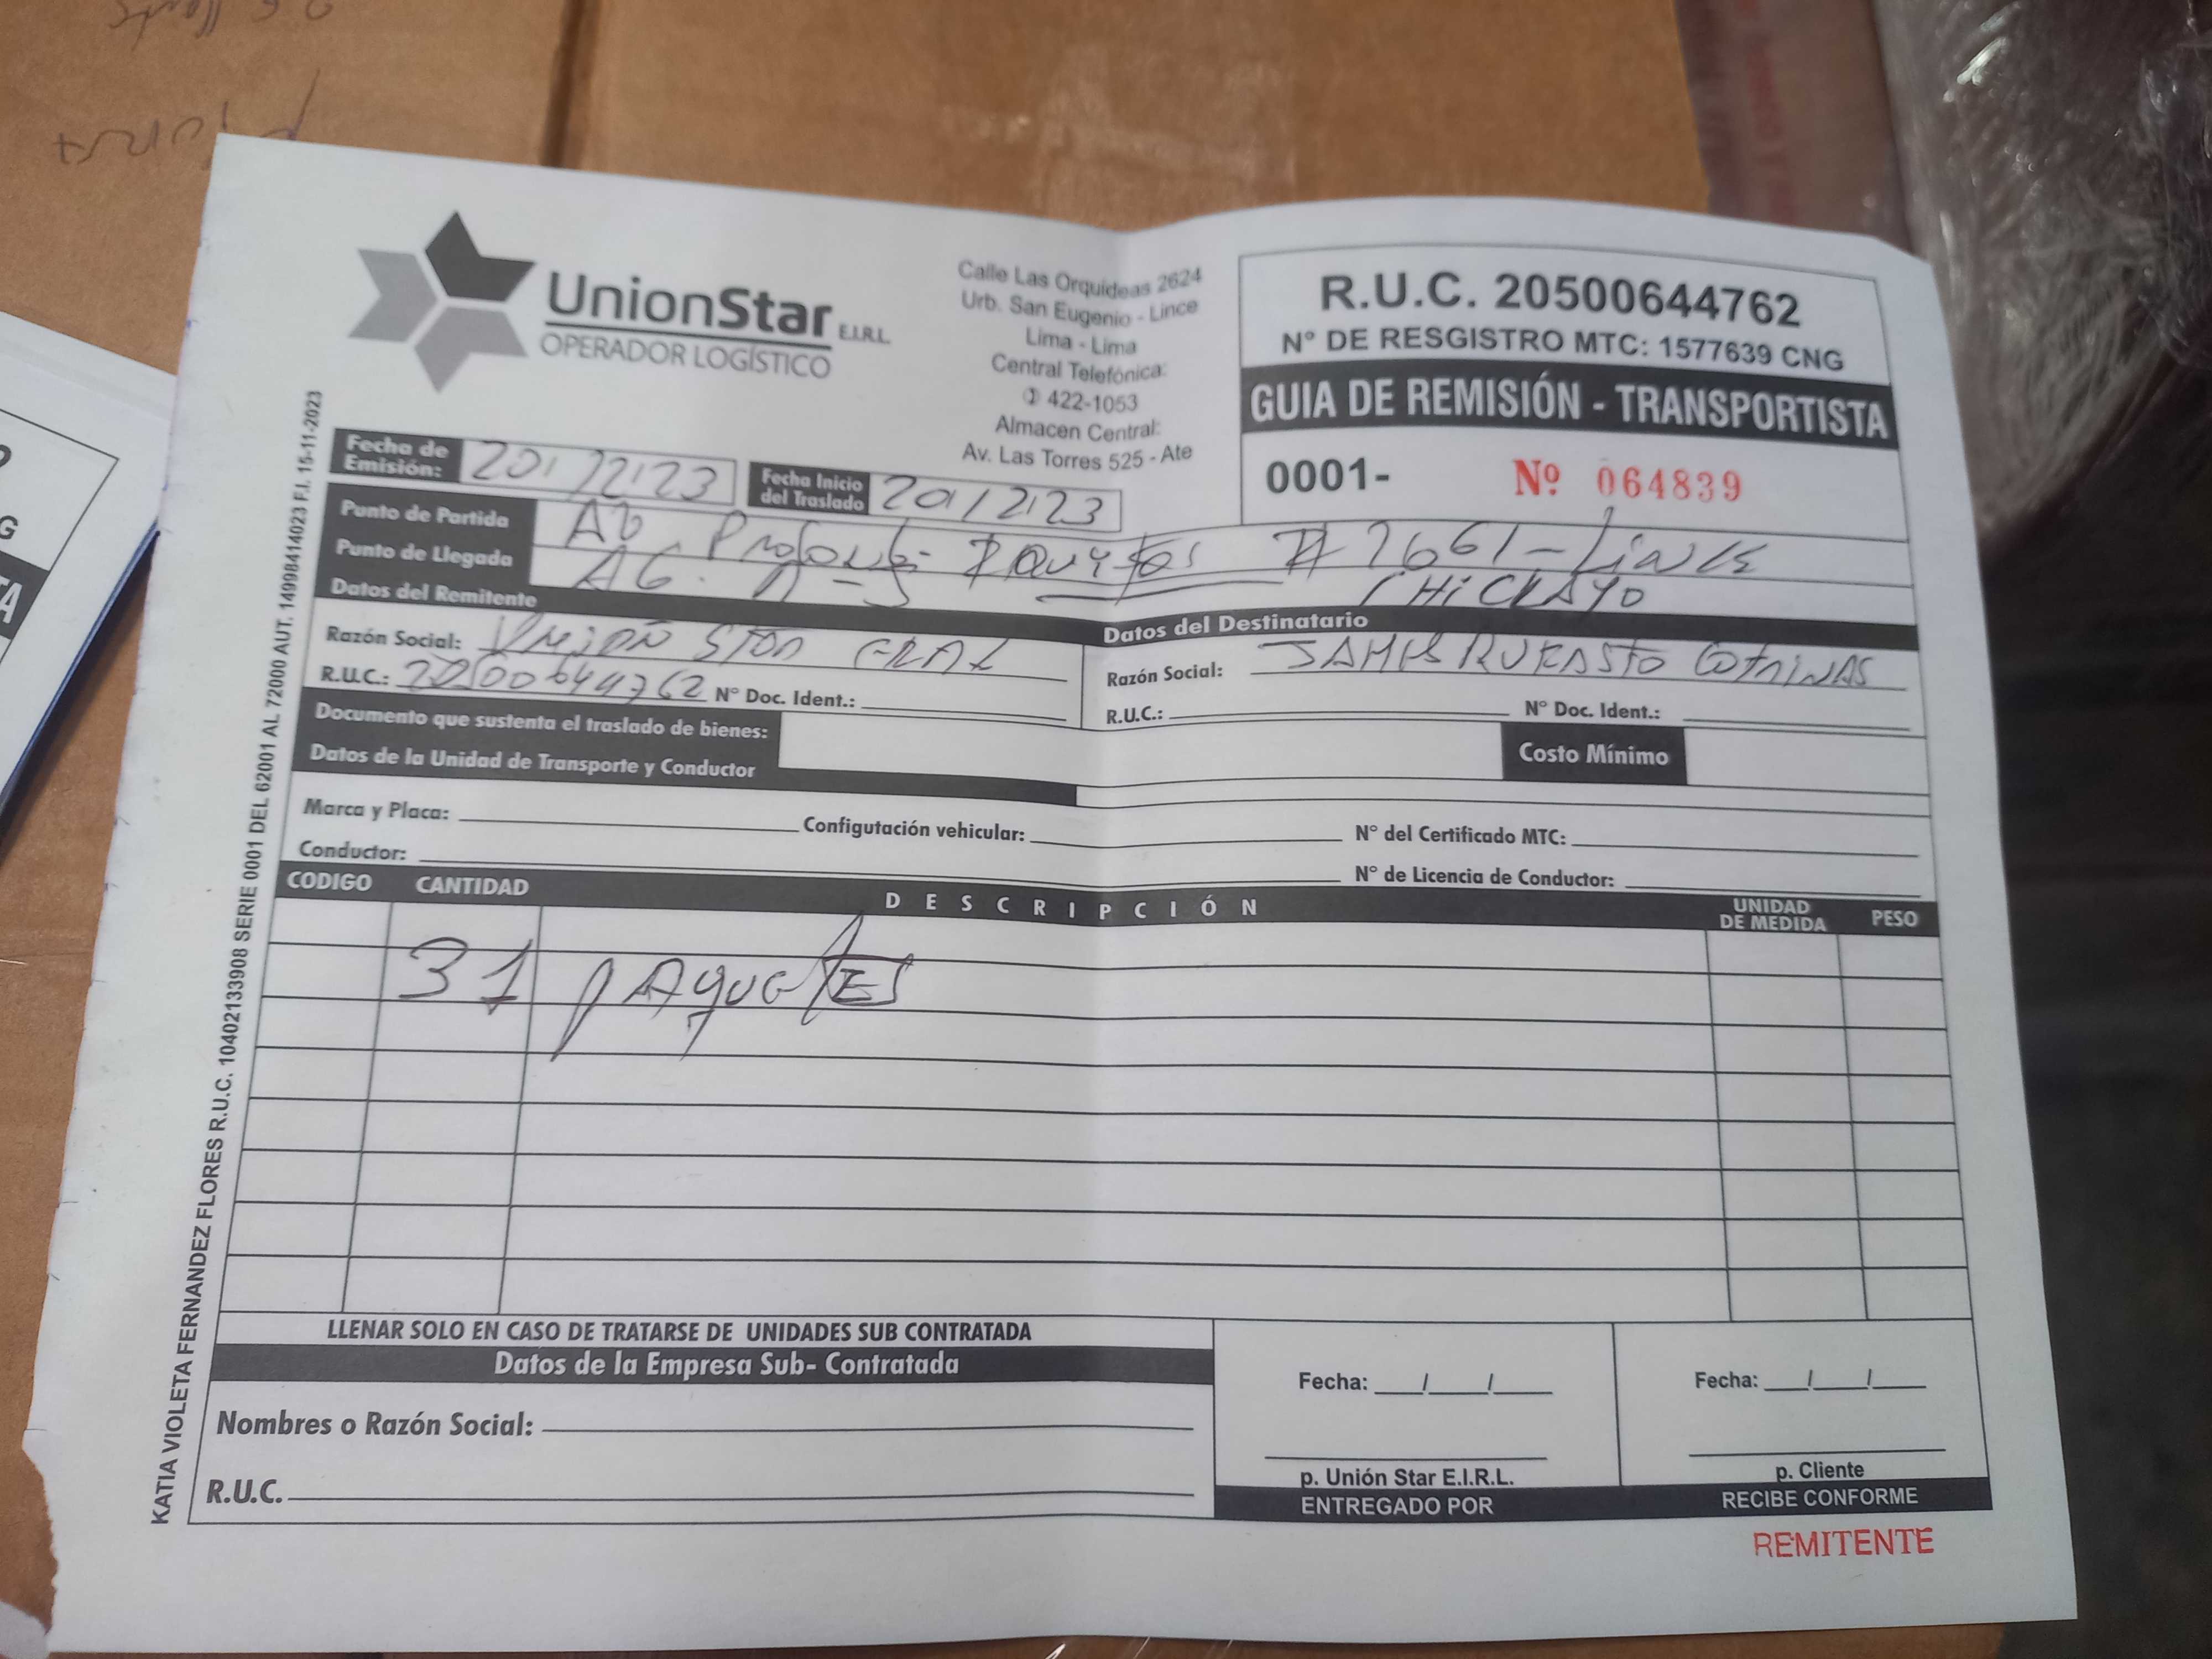 UnionStar E.I.R.L.
OPERADOR LOGÍSTICO
Calle Las Orquideas 2624
Urb. San Eugenio - Lince
Lima - Lima
Central Telefónica:
✆ 422-1053
Almacen Central:
Av. Las Torres 525 - Ate
R.U.C. 20500644762
N° DE RESGISTRO MTC: 1577639 CNG
GUIA DE REMISIÓN - TRANSPORTISTA
0001- Nº 064839
Fecha de Emisión: 20/12/23 Fecha Inicio del Traslado 20/12/23
Punto de Partida # 2661 - Lince
Punto de Llegada AG. CHICLAYO
Datos del Remitente
Razón Social: Unión Star
R.U.C.: 20500644762 N° Doc. Ident.:
Datos del Destinatario
Razón Social: JAMES
R.U.C.: N° Doc. Ident.:
Documento que sustenta el traslado de bienes:
Costo Mínimo
Datos de la Unidad de Transporte y Conductor
Marca y Placa: Configutación vehicular: N° del Certificado MTC:
Conductor: N° de Licencia de Conductor:
CODIGO CANTIDAD DESCRIPCIÓN UNIDAD DE MEDIDA PESO
31 PAQUETES
LLENAR SOLO EN CASO DE TRATARSE DE UNIDADES SUB CONTRATADA
Datos de la Empresa Sub- Contratada
Nombres o Razón Social:
R.U.C.
Fecha: / /
p. Unión Star E.I.R.L.
ENTREGADO POR
Fecha: / /
p. Cliente
RECIBE CONFORME
REMITENTE
KATIA VIOLETA FERNANDEZ FLORES R.U.C. 10402133908 SERIE 0001 DEL 62001 AL 72000 AUT. 14998414023 F.I. 15-11-2023